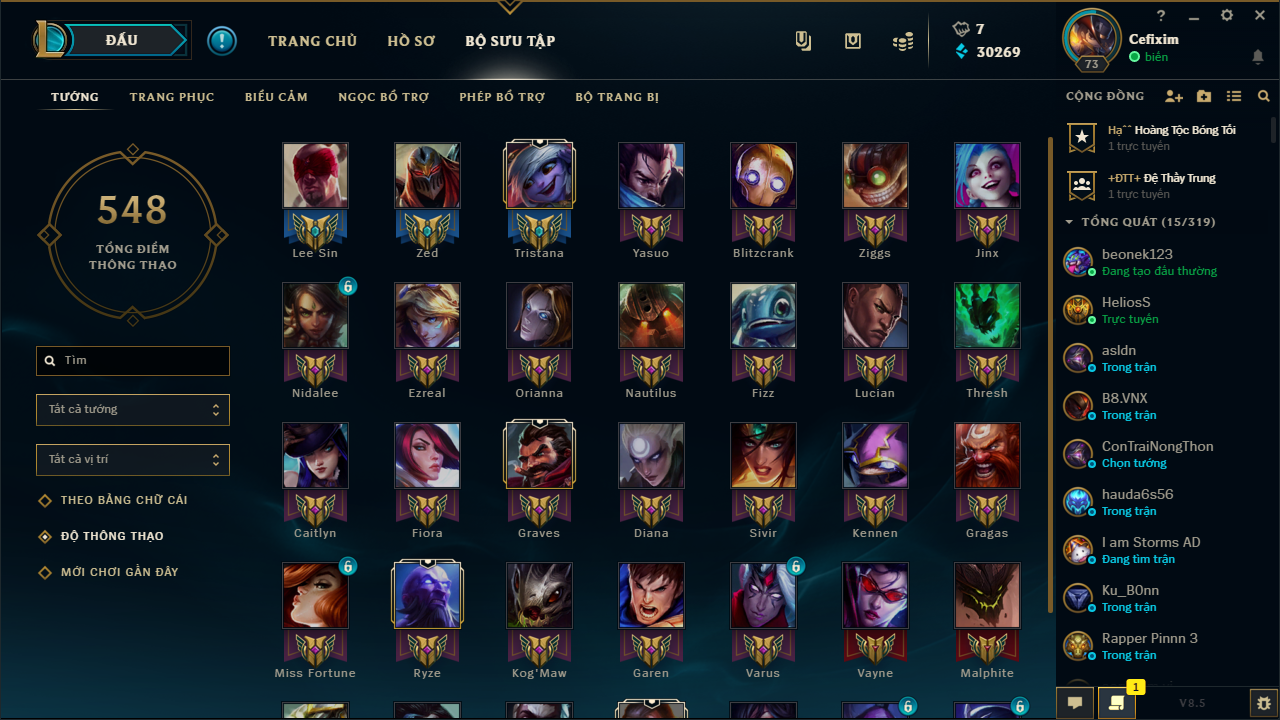 ĐẤU
!
TRANG CHỦ
HỒ SƠ
BỘ SƯU TẬP
7
30269
?
Cefixim
biến
73
TƯỚNG
TRANG PHỤC
BIỂU CẢM
NGỌC BỔ TRỢ
PHÉP BỔ TRỢ
BỘ TRANG BỊ
548
TỔNG ĐIỂM
THÔNG THẠO
Tìm
Tất cả tướng
Tất cả vị trí
THEO BẢNG CHỮ CÁI
ĐỘ THÔNG THẠO
MỚI CHƠI GẦN ĐÂY
Lee Sin
Zed
Tristana
Yasuo
Blitzcrank
Ziggs
Jinx
6
Nidalee
Ezreal
Orianna
Nautilus
Fizz
Lucian
Thresh
Caitlyn
Fiora
Graves
Diana
Sivir
Kennen
Gragas
6
6
Miss Fortune
Ryze
Kog'Maw
Garen
Varus
Vayne
Malphite
6
6
CỘNG ĐỒNG
Hạˆˆ Hoàng Tộc Bóng Tối
1 trực tuyến
+ĐTT+ Đệ Thầy Trung
1 trực tuyến
TỔNG QUÁT (15/319)
beonek123
Đang tạo đấu thường
HeliosS
Trực tuyến
asldn
Trong trận
B8.VNX
Trong trận
ConTraiNongThon
Chọn tướng
hauda6s56
Trong trận
I am Storms AD
Đang tìm trận
Ku_B0nn
Trong trận
Rapper Pinnn 3
Trong trận
1
V8.5